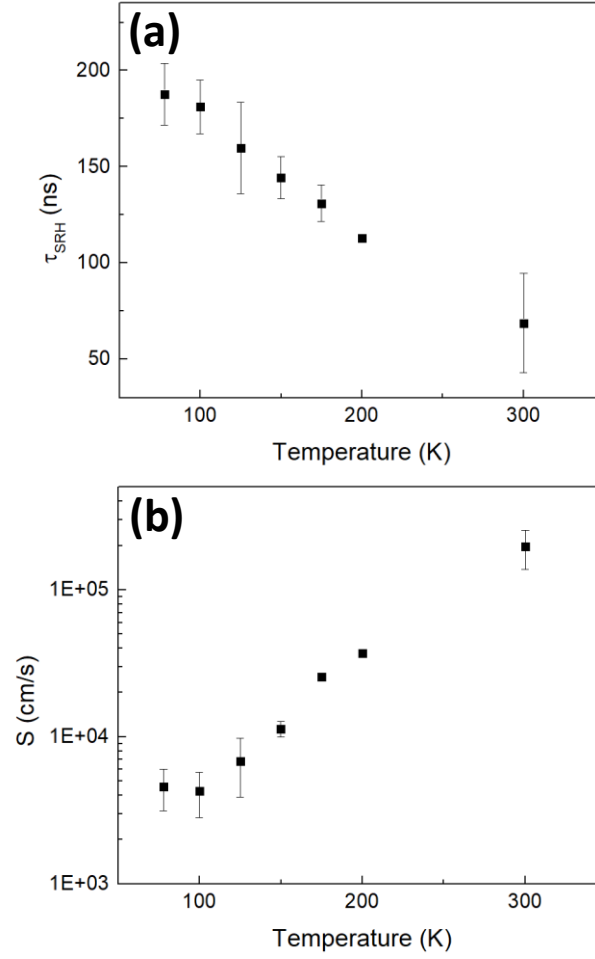 (a)
200
150
100
50
τSRH (ns)
100
200
300
Temperature (K)
(b)
1E+05
1E+04
1E+03
S (cm/s)
100
200
300
Temperature (K)